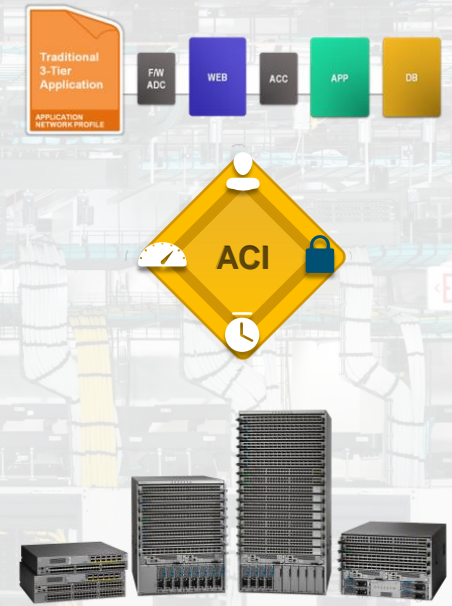 Traditional
3-Tier
Application
APPLICATION
NETWORK PROFILE
F/W
ADC
WEB
ACC
APP
DB
ACI